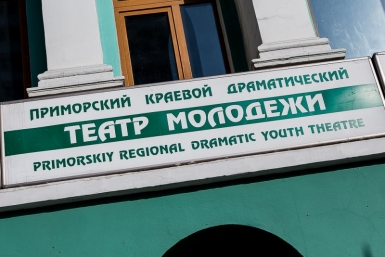 ПРИМОРСКИЙ КРАЕВОЙ ДРАМАТИЧЕСКИЙ
ТЕАТР МОЛОДЕЖИ
PRIMORSKIY REGIONAL DRAMATIC YOUTH THEATRE